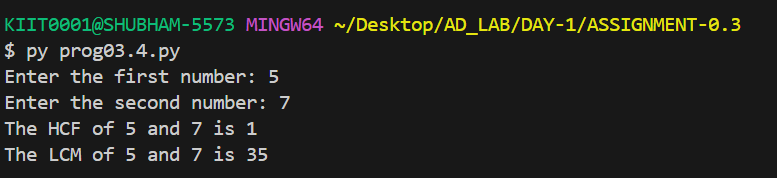 KIIT0001@SHUBHAM-5573 MINGW64 ~/Desktop/AD_LAB/DAY-1/ASSIGNMENT-0.3
$ py prog03.4.py
Enter the first number: 5
Enter the second number: 7
The HCF of 5 and 7 is 1
The LCM of 5 and 7 is 35